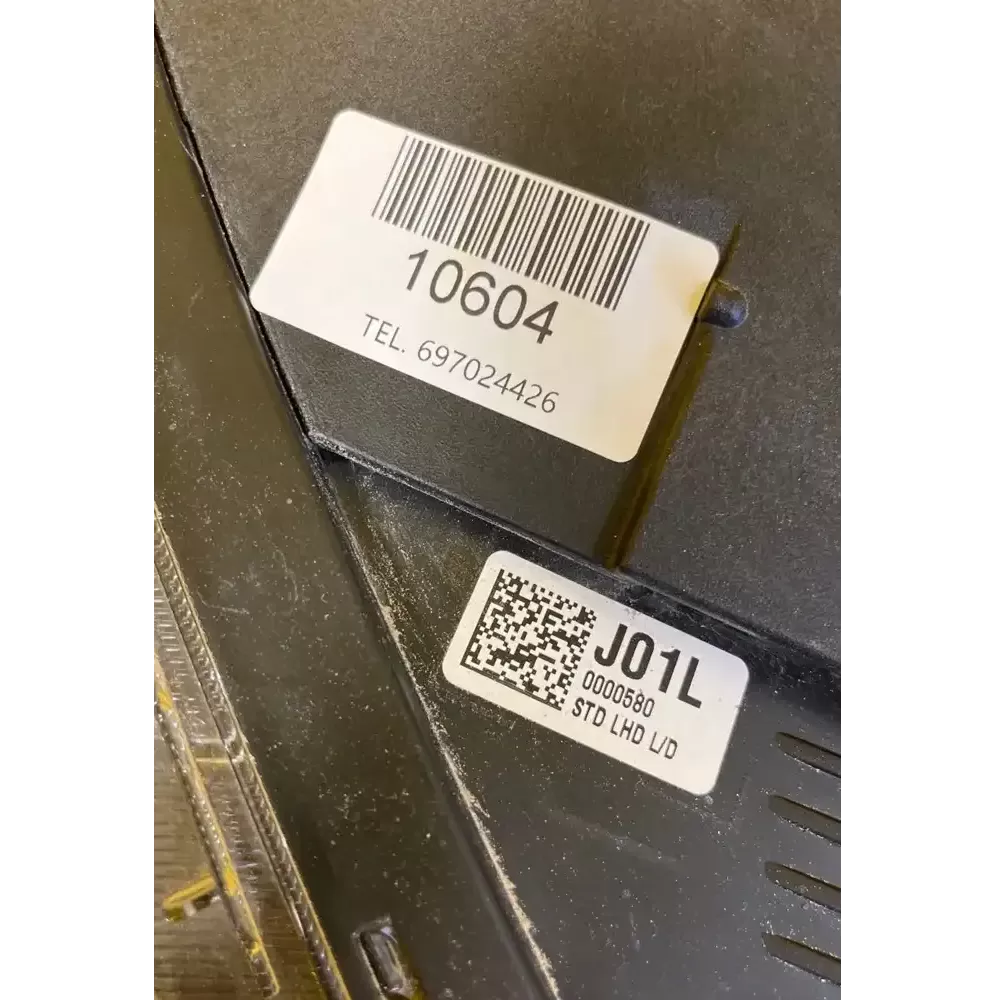 10604
TEL. 697024426
J01L
0000580
STD LHD L/D